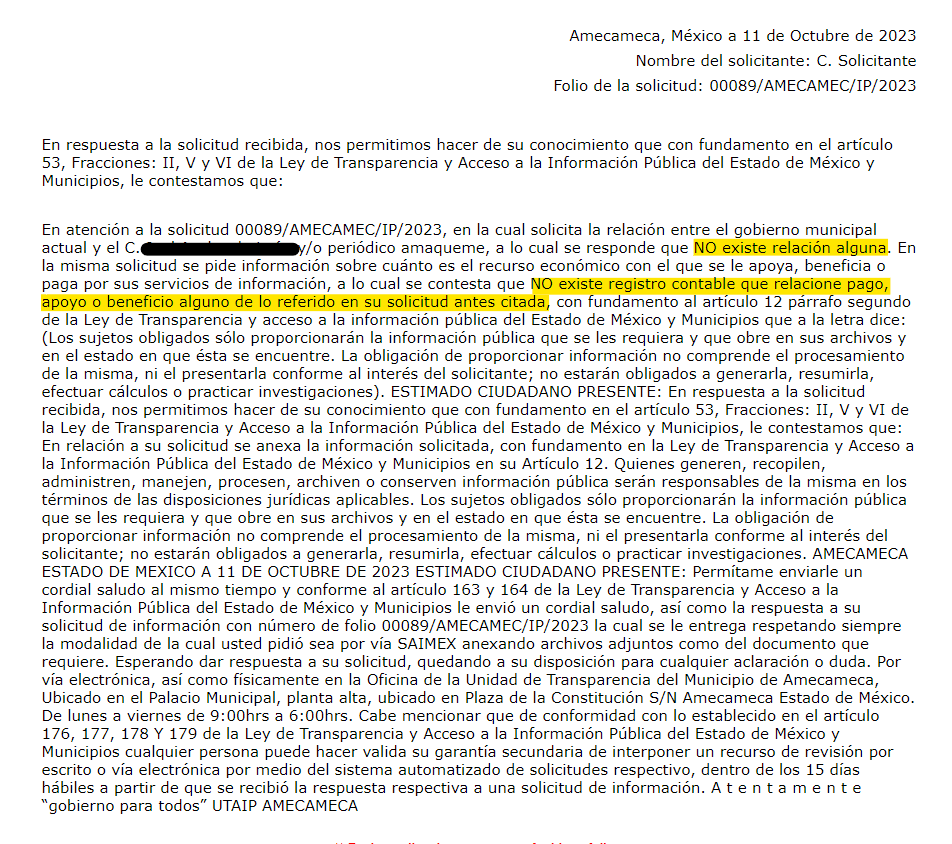 Amecameca, México a 11 de Octubre de 2023
Nombre del solicitante: C. Solicitante
Folio de la solicitud: 00089/AMECAMEC/IP/2023
En respuesta a la solicitud recibida, nos permitimos hacer de su conocimiento que con fundamento en el artículo
53, Fracciones: II, V y VI de la Ley de Transparencia y Acceso a la Información Pública del Estado de México y
Municipios, le contestamos que:
En atención a la solicitud 00089/AMECAMEC/IP/2023, en la cual solicita la relación entre el gobierno municipal
actual y el C. y/o periódico amaqueme, a lo cual se responde que NO existe relación alguna. En
la misma solicitud se pide información sobre cuánto es el recurso económico con el que se le apoya, beneficia o
paga por sus servicios de información, a lo cual se contesta que NO existe registro contable que relacione pago,
apoyo o beneficio alguno de lo referido en su solicitud antes citada, con fundamento al artículo 12 párrafo segundo
de la Ley de Transparencia y acceso a la información pública del Estado de México y Municipios que a la letra dice:
(Los sujetos obligados sólo proporcionarán la información pública que se les requiera y que obre en sus archivos y
en el estado en que ésta se encuentre. La obligación de proporcionar información no comprende el procesamiento
de la misma, ni el presentarla conforme al interés del solicitante; no estarán obligados a generarla, resumirla,
efectuar cálculos o practicar investigaciones). ESTIMADO CIUDADANO PRESENTE: En respuesta a la solicitud
recibida, nos permitimos hacer de su conocimiento que con fundamento en el artículo 53, Fracciones: II, V y VI de
la Ley de Transparencia y Acceso a la Información Pública del Estado de México y Municipios, le contestamos que:
En relación a su solicitud se anexa la información solicitada, con fundamento en la Ley de Transparencia y Acceso a
la Información Pública del Estado de México y Municipios en su Artículo 12. Quienes generen, recopilen,
administren, manejen, procesen, archiven o conserven información pública serán responsables de la misma en los
términos de las disposiciones jurídicas aplicables. Los sujetos obligados sólo proporcionarán la información pública
que se les requiera y que obre en sus archivos y en el estado en que ésta se encuentre. La obligación de
proporcionar información no comprende el procesamiento de la misma, ni el presentarla conforme al interés del
solicitante; no estarán obligados a generarla, resumirla, efectuar cálculos o practicar investigaciones. AMECAMECA
ESTADO DE MEXICO A 11 DE OCTUBRE DE 2023 ESTIMADO CIUDADANO PRESENTE: Permítame enviarle un
cordial saludo al mismo tiempo y conforme al artículo 163 y 164 de la Ley de Transparencia y Acceso a la
Información Pública del Estado de México y Municipios le envió un cordial saludo, así como la respuesta a su
solicitud de información con número de folio 00089/AMECAMEC/IP/2023 la cual se le entrega respetando siempre
la modalidad de la cual usted pidió sea por vía SAIMEX anexando archivos adjuntos como del documento que
requiere. Esperando dar respuesta a su solicitud, quedando a su disposición para cualquier aclaración o duda. Por
vía electrónica, así como físicamente en la Oficina de la Unidad de Transparencia del Municipio de Amecameca,
Ubicado en el Palacio Municipal, planta alta, ubicado en Plaza de la Constitución S/N Amecameca Estado de México.
De lunes a viernes de 9:00hrs a 6:00hrs. Cabe mencionar que de conformidad con lo establecido en el artículo
176, 177, 178 Y 179 de la Ley de Transparencia y Acceso a la Información Pública del Estado de México y
Municipios cualquier persona puede hacer valida su garantía secundaria de interponer un recurso de revisión por
escrito o vía electrónica por medio del sistema automatizado de solicitudes respectivo, dentro de los 15 días
hábiles a partir de que se recibió la respuesta respectiva a una solicitud de información. A t e n t a m e n t e
“gobierno para todos” UTAIP AMECAMECA